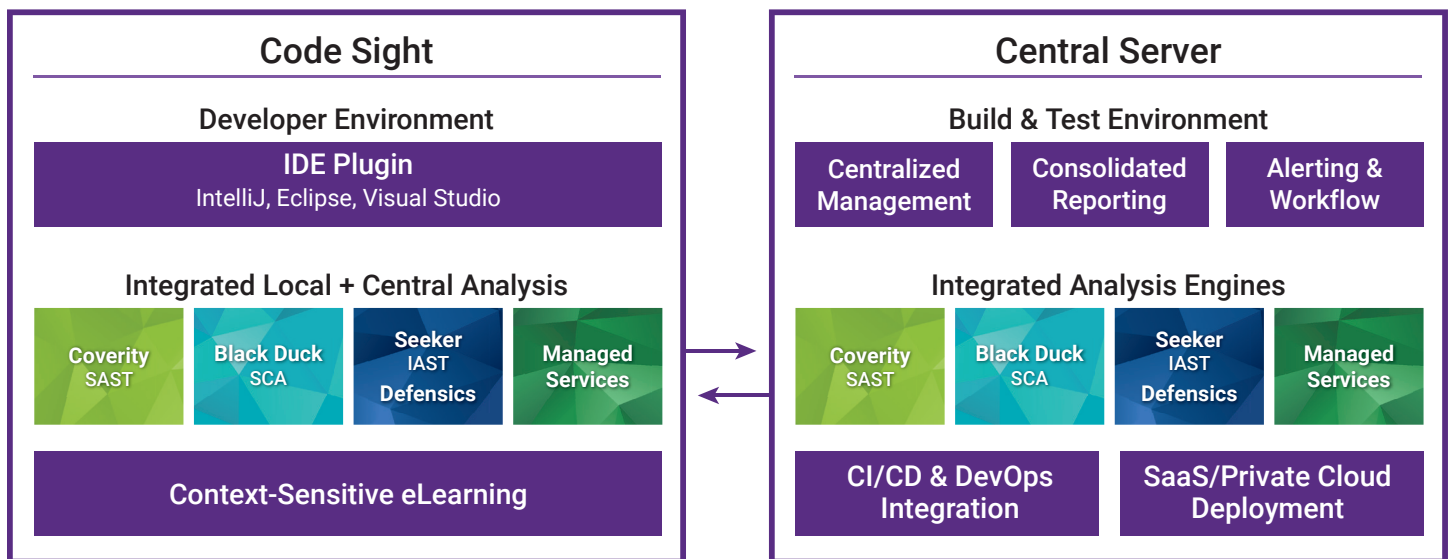 Code Sight
Developer Environment
IDE Plugin
IntelliJ, Eclipse, Visual Studio
Integrated Local + Central Analysis
Coverity
SAST
Black Duck
SCA
Seeker
IAST
Defensics
Managed
Services
Context-Sensitive eLearning
Central Server
Build & Test Environment
Centralized
Management
Consolidated
Reporting
Alerting &
Workflow
Integrated Analysis Engines
Coverity
SAST
Black Duck
SCA
Seeker
IAST
Defensics
Managed
Services
CI/CD & DevOps
Integration
SaaS/Private Cloud
Deployment